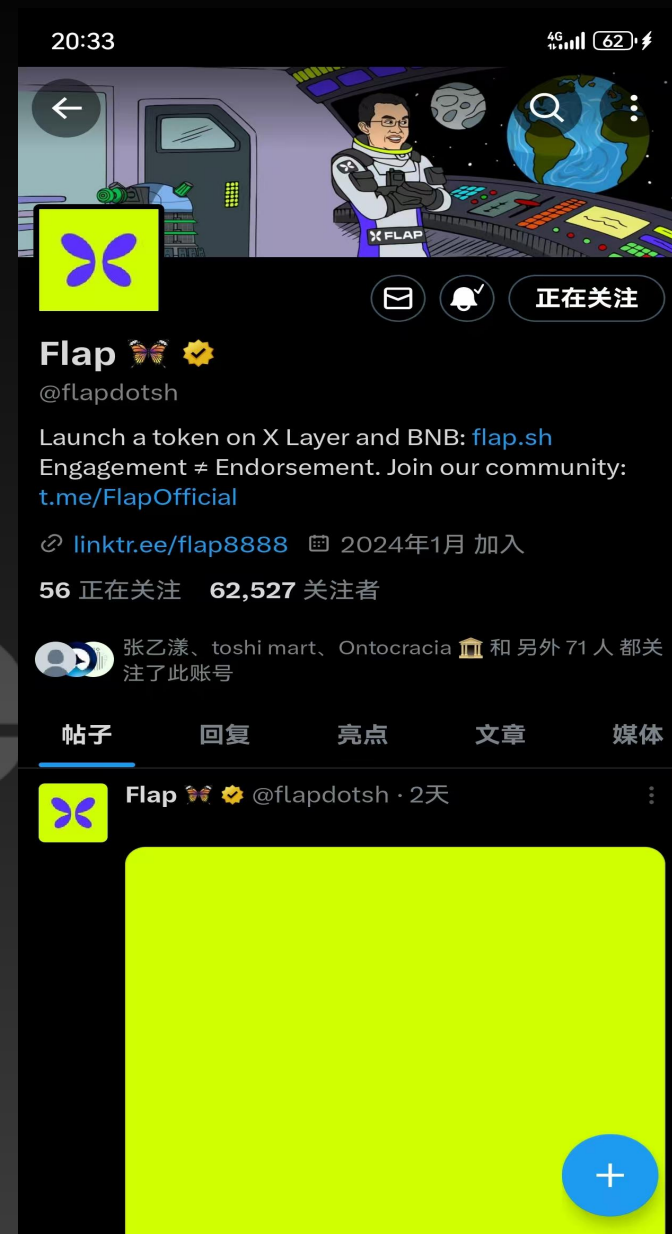 20:33
4G
62
FLAP
正在关注
Flap 🦋
@flapdotsh
Launch a token on X Layer and BNB: flap.sh
Engagement ≠ Endorsement. Join our community:
t.me/FlapOfficial
linktr.ee/flap8888 2024年1月 加入
56 正在关注 62,527 关注者
张乙漾、toshi mart、Ontocracia 🏛️ 和 另外 71 人 都关
注了此账号
帖子 回复 亮点 文章 媒体
Flap 🦋 @flapdotsh · 2天